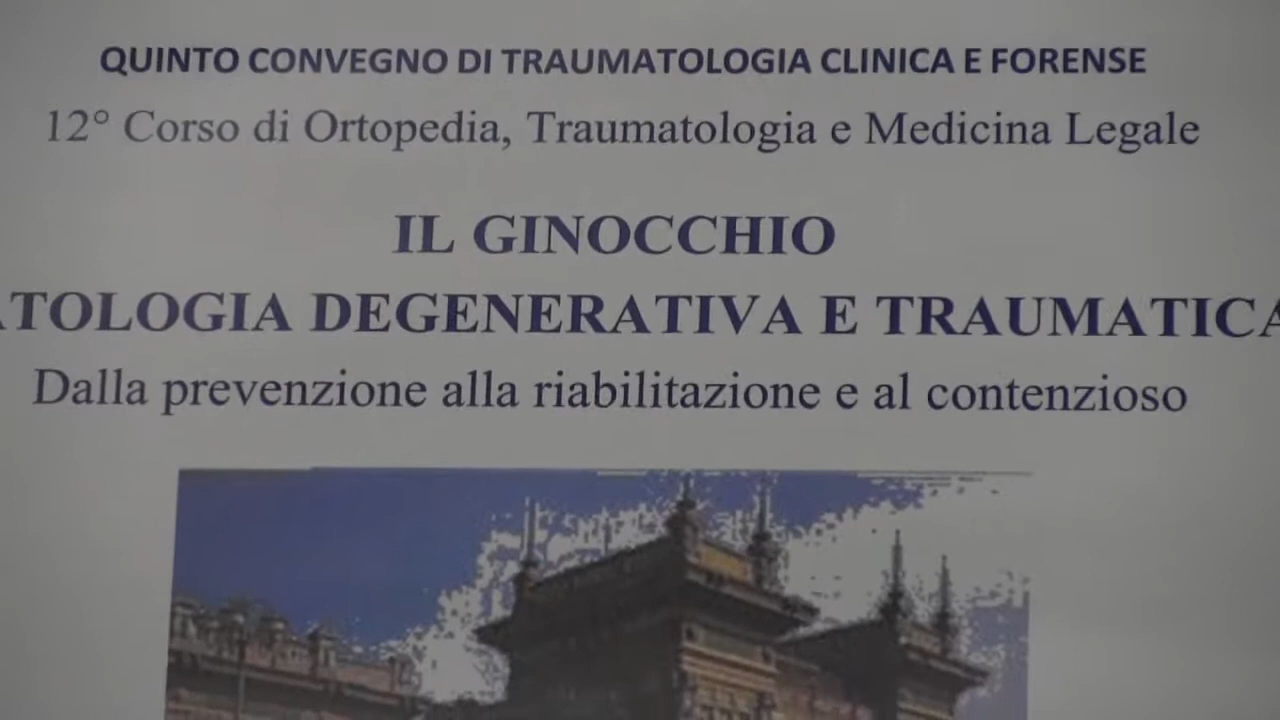 QUINTO CONVEGNO DI TRAUMATOLOGIA CLINICA E FORENSE
12° Corso di Ortopedia, Traumatologia e Medicina Legale
IL GINOCCHIO
ATOLOGIA DEGENERATIVA E TRAUMATICA
Dalla prevenzione alla riabilitazione e al contenzioso